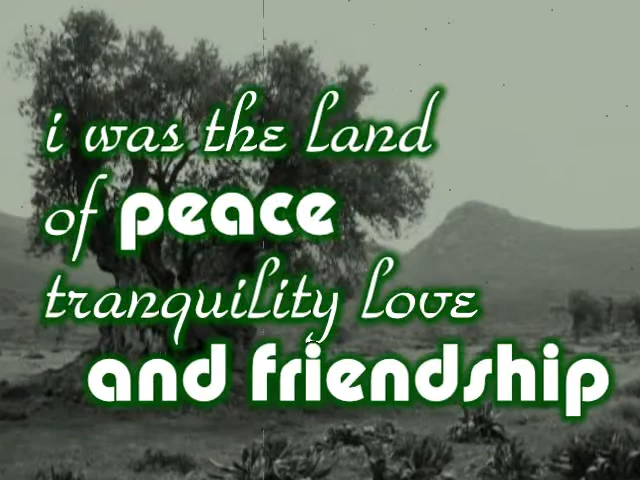 i was the land
of peace
tranquility love
and friendship